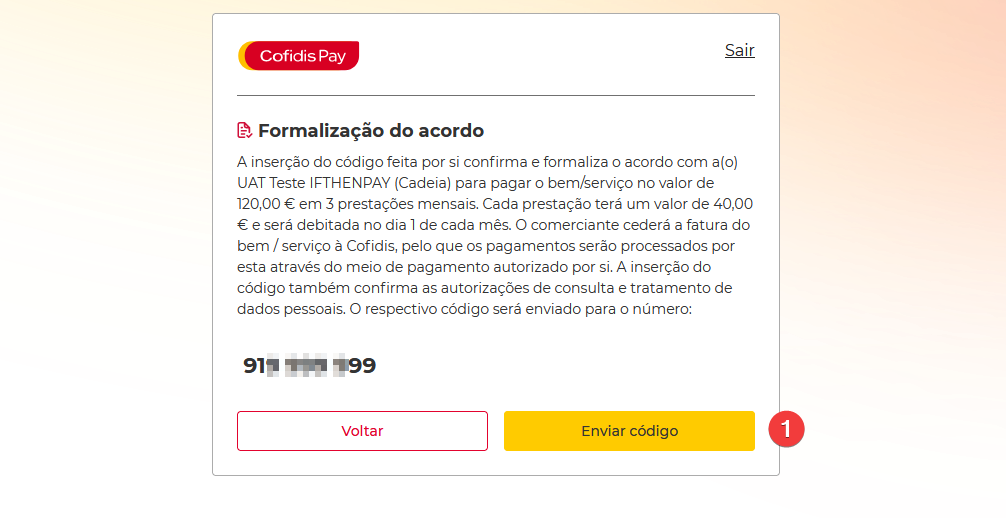 Cofidis Pay
Sair
Formalização do acordo
A inserção do código feita por si confirma e formaliza o acordo com a(o)
UAT Teste IFTHENPAY (Cadeia) para pagar o bem/serviço no valor de
120,00 € em 3 prestações mensais. Cada prestação terá um valor de 40,00
€ e será debitada no dia 1 de cada mês. O comerciante cederá a fatura do
bem / serviço à Cofidis, pelo que os pagamentos serão processados por
esta através do meio de pagamento autorizado por si. A inserção do
código também confirma as autorizações de consulta e tratamento de
dados pessoais. O respectivo código será enviado para o número:
91 99
Voltar
Enviar código
1